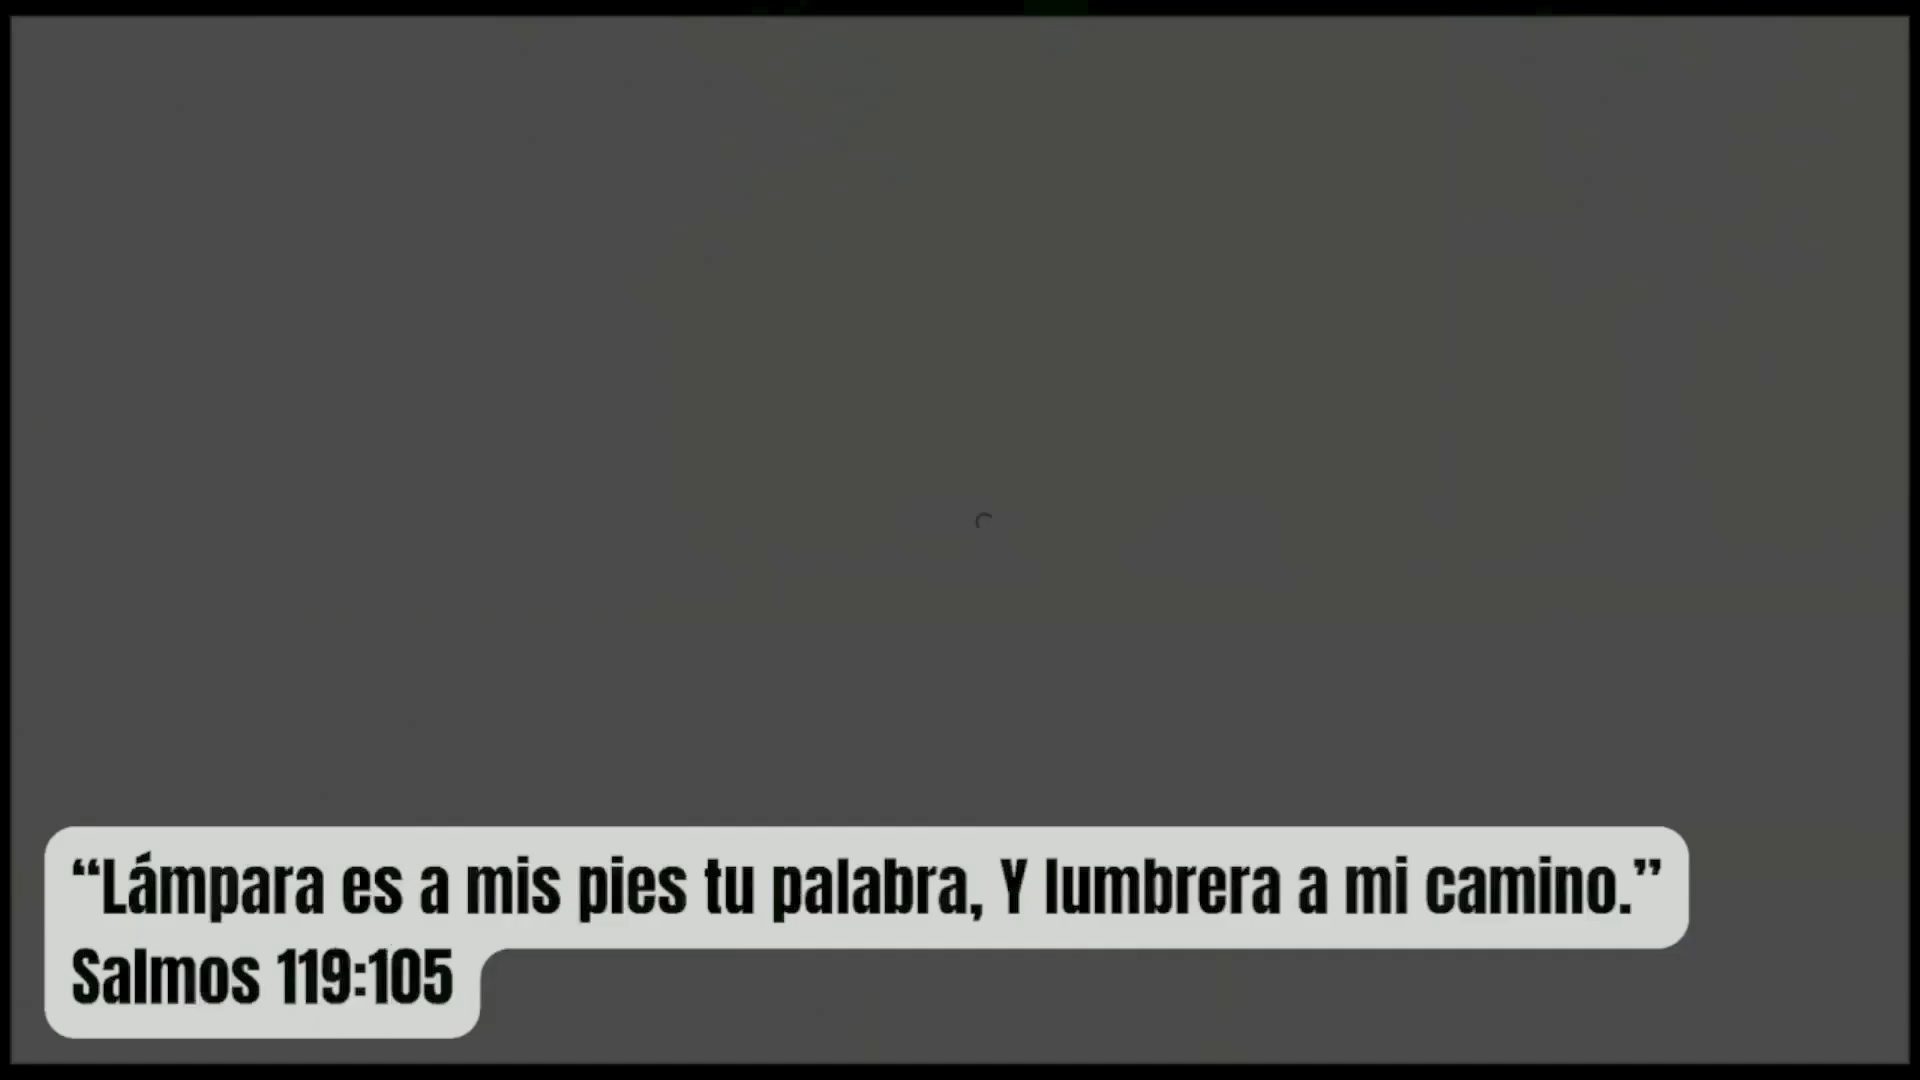 “Lámpara es a mis pies tu palabra, Y lumbrera a mi camino.”
Salmos 119:105